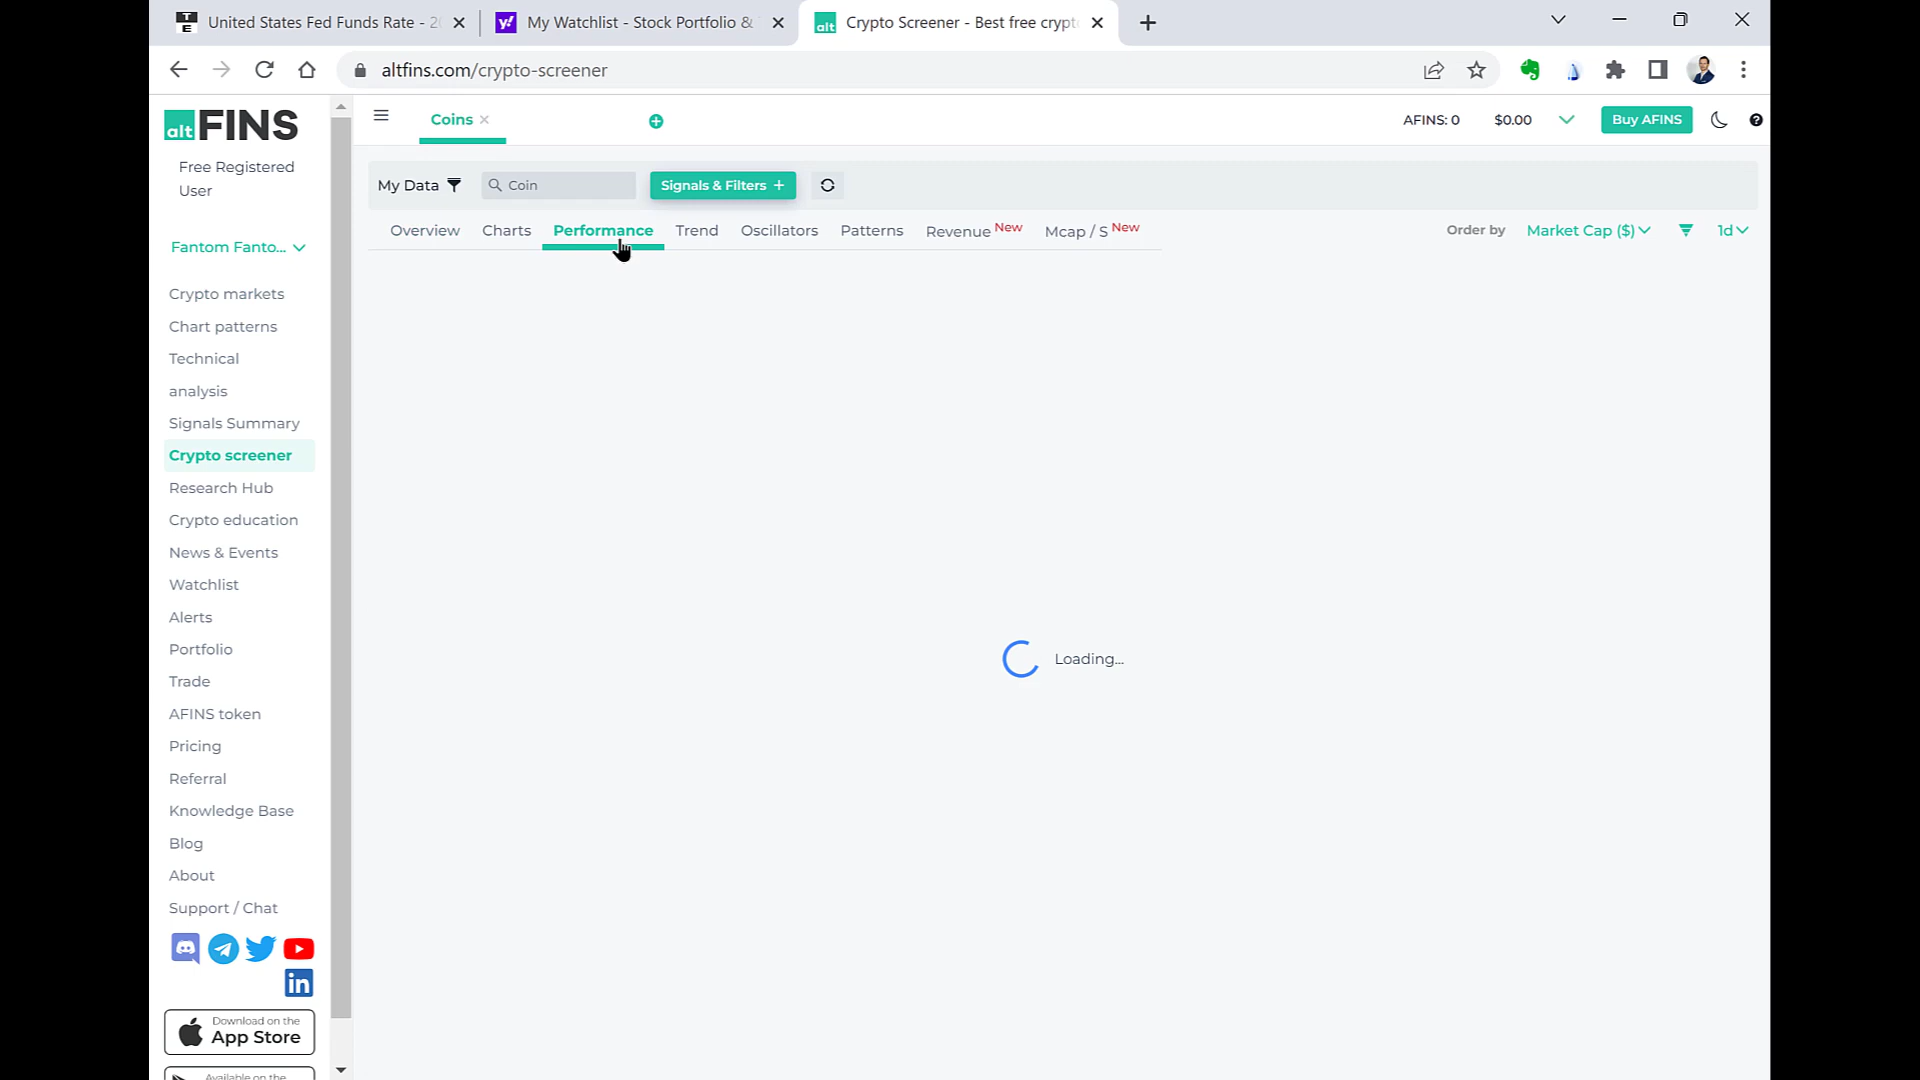 United States Fed Funds Rate - 20
My Watchlist - Stock Portfolio &
Crypto Screener - Best free crypt
altfins.com/crypto-screener
alt FINS
Free Registered
User
Fantom Fanto...
Crypto markets
Chart patterns
Technical
analysis
Signals Summary
Crypto screener
Research Hub
Crypto education
News & Events
Watchlist
Alerts
Portfolio
Trade
AFINS token
Pricing
Referral
Knowledge Base
Blog
About
Support / Chat
Download on the
App Store
Available on the
Coins
AFINS: 0 $0.00 Buy AFINS
My Data Coin Signals & Filters +
Overview Charts Performance Trend Oscillators Patterns Revenue New Mcap / S New Order by Market Cap ($) 1d
Loading...